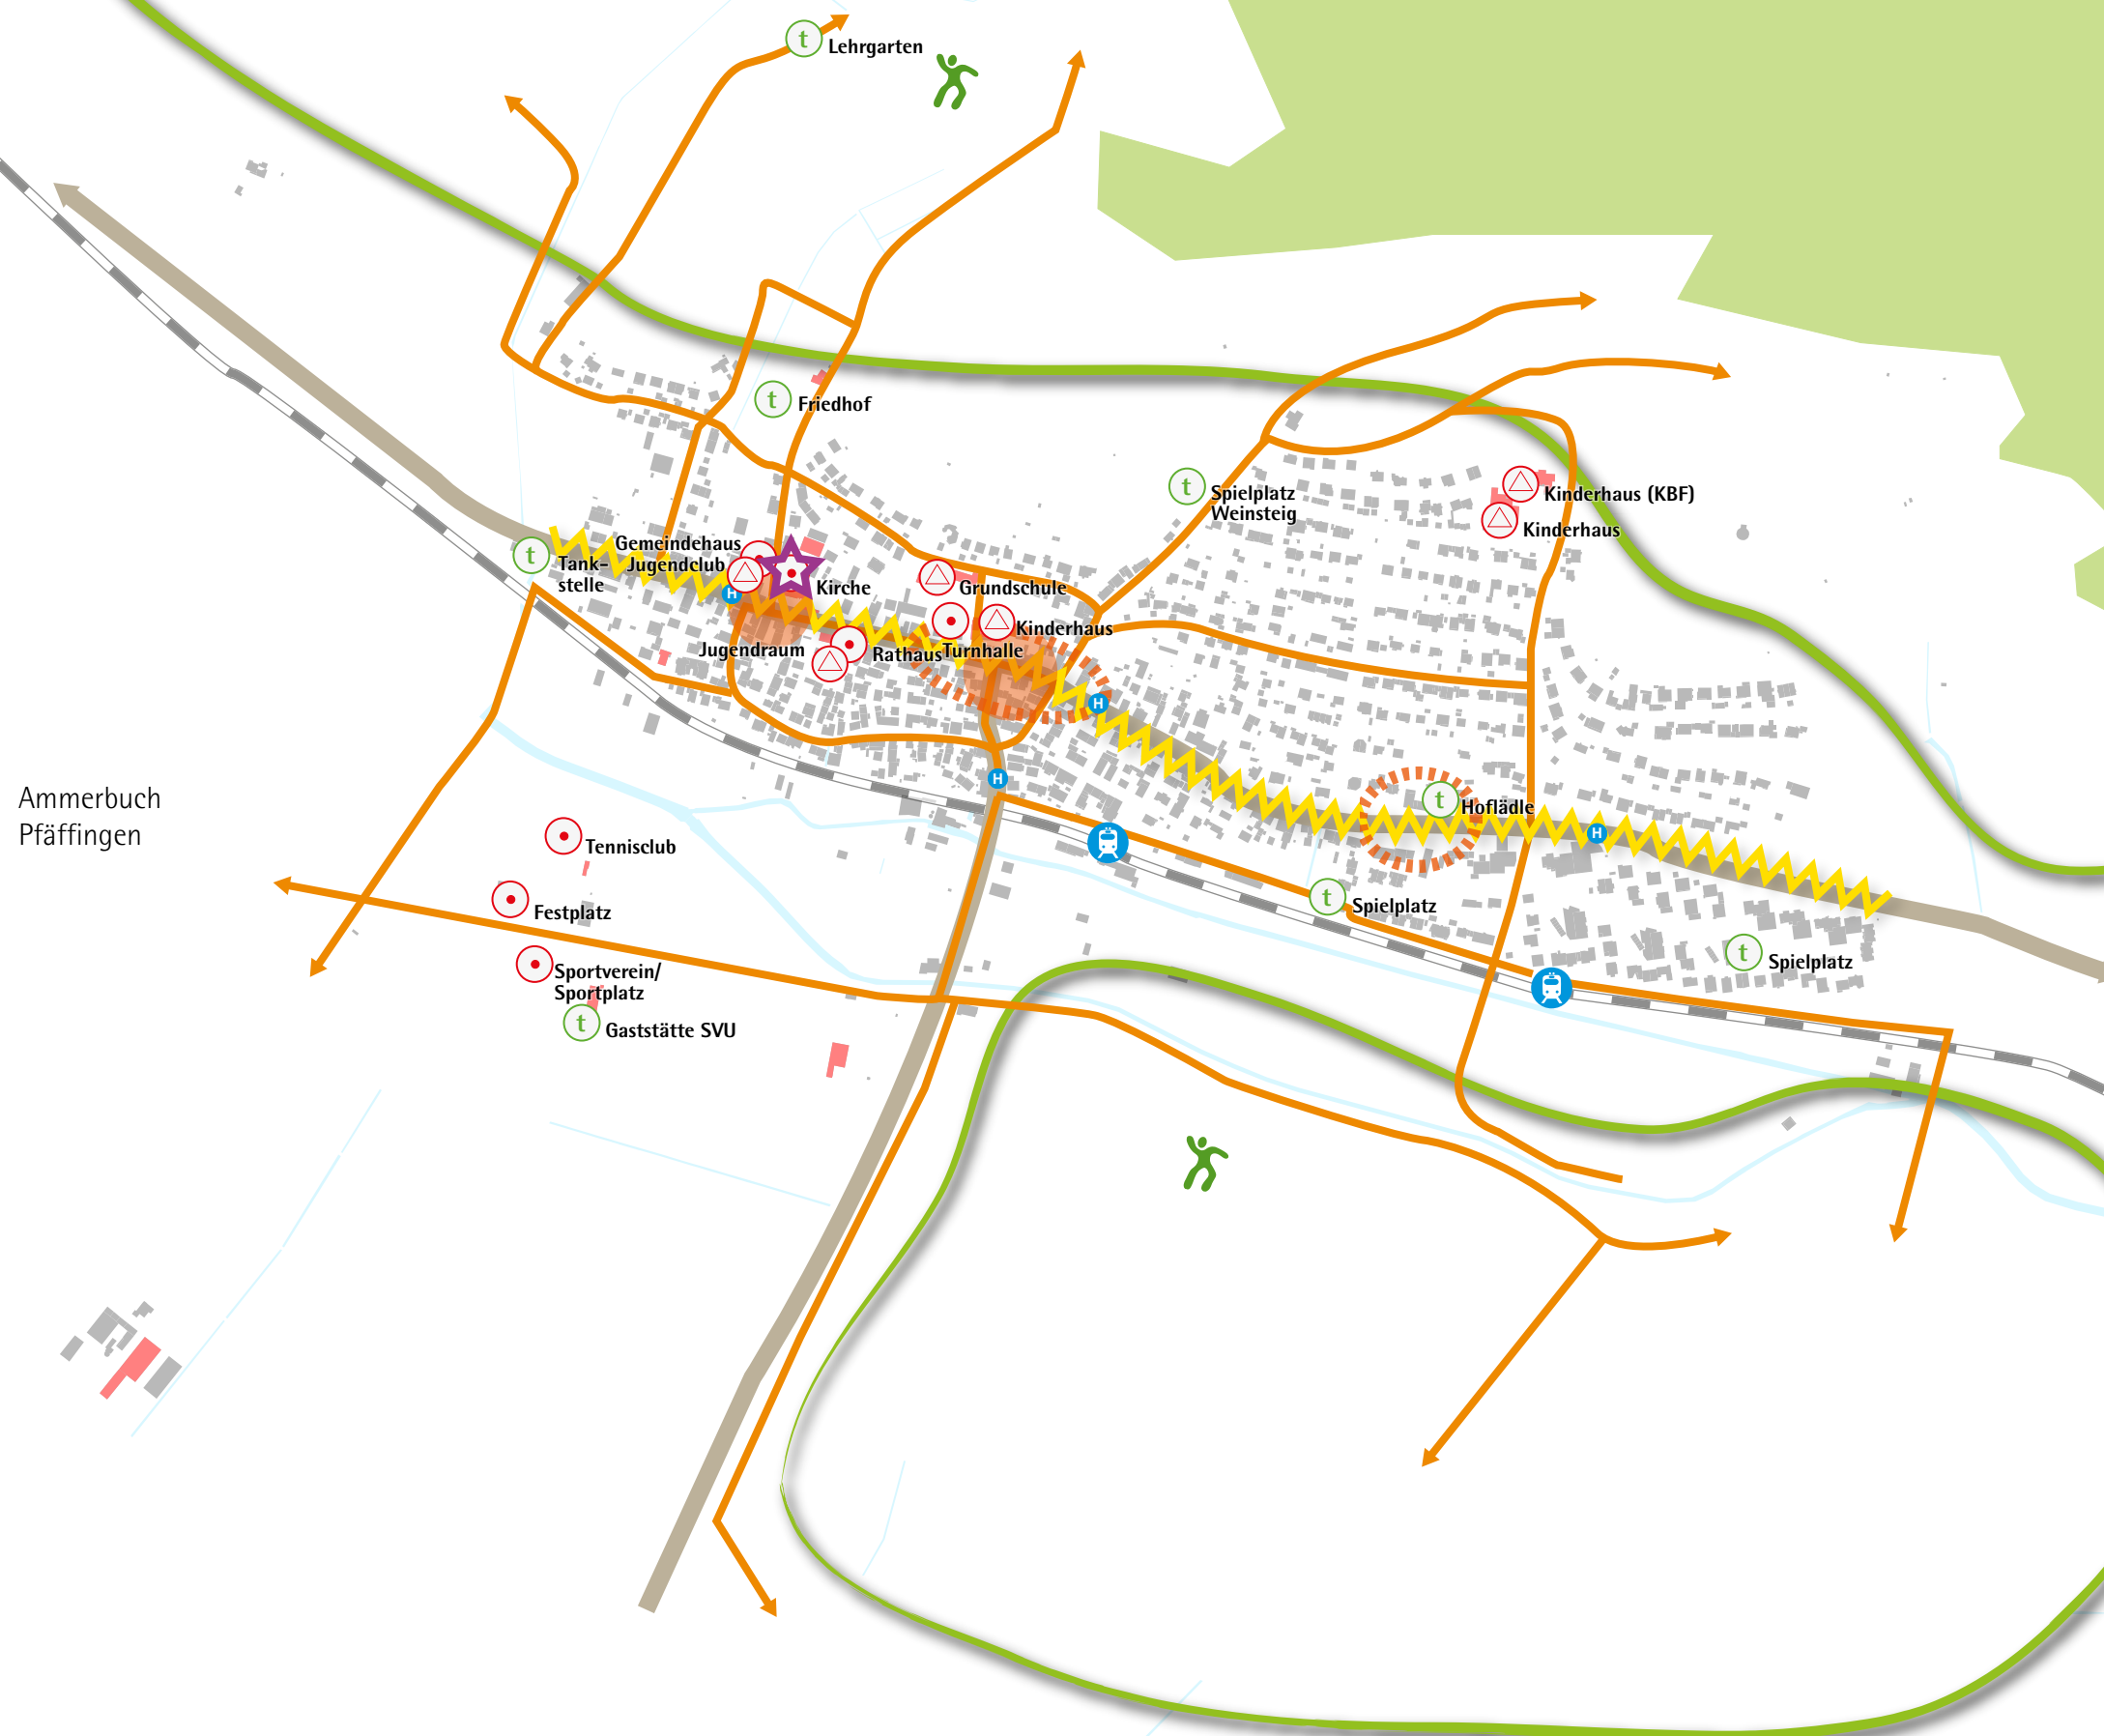 t
Lehrgarten
t
Friedhof
t
Spielplatz
Weinsteig
Kinderhaus (KBF)
Kinderhaus
t
Tank-
stelle
Gemeindehaus
Jugendclub
H
Kirche
Grundschule
Kinderhaus
Jugendraum
Rathaus
Turnhalle
H
H
t
Hoflädle
H
Ammerbuch
Pfäffingen
Tennisclub
Festplatz
t
Spielplatz
t
Spielplatz
Sportverein/
Sportplatz
t
Gaststätte SVU